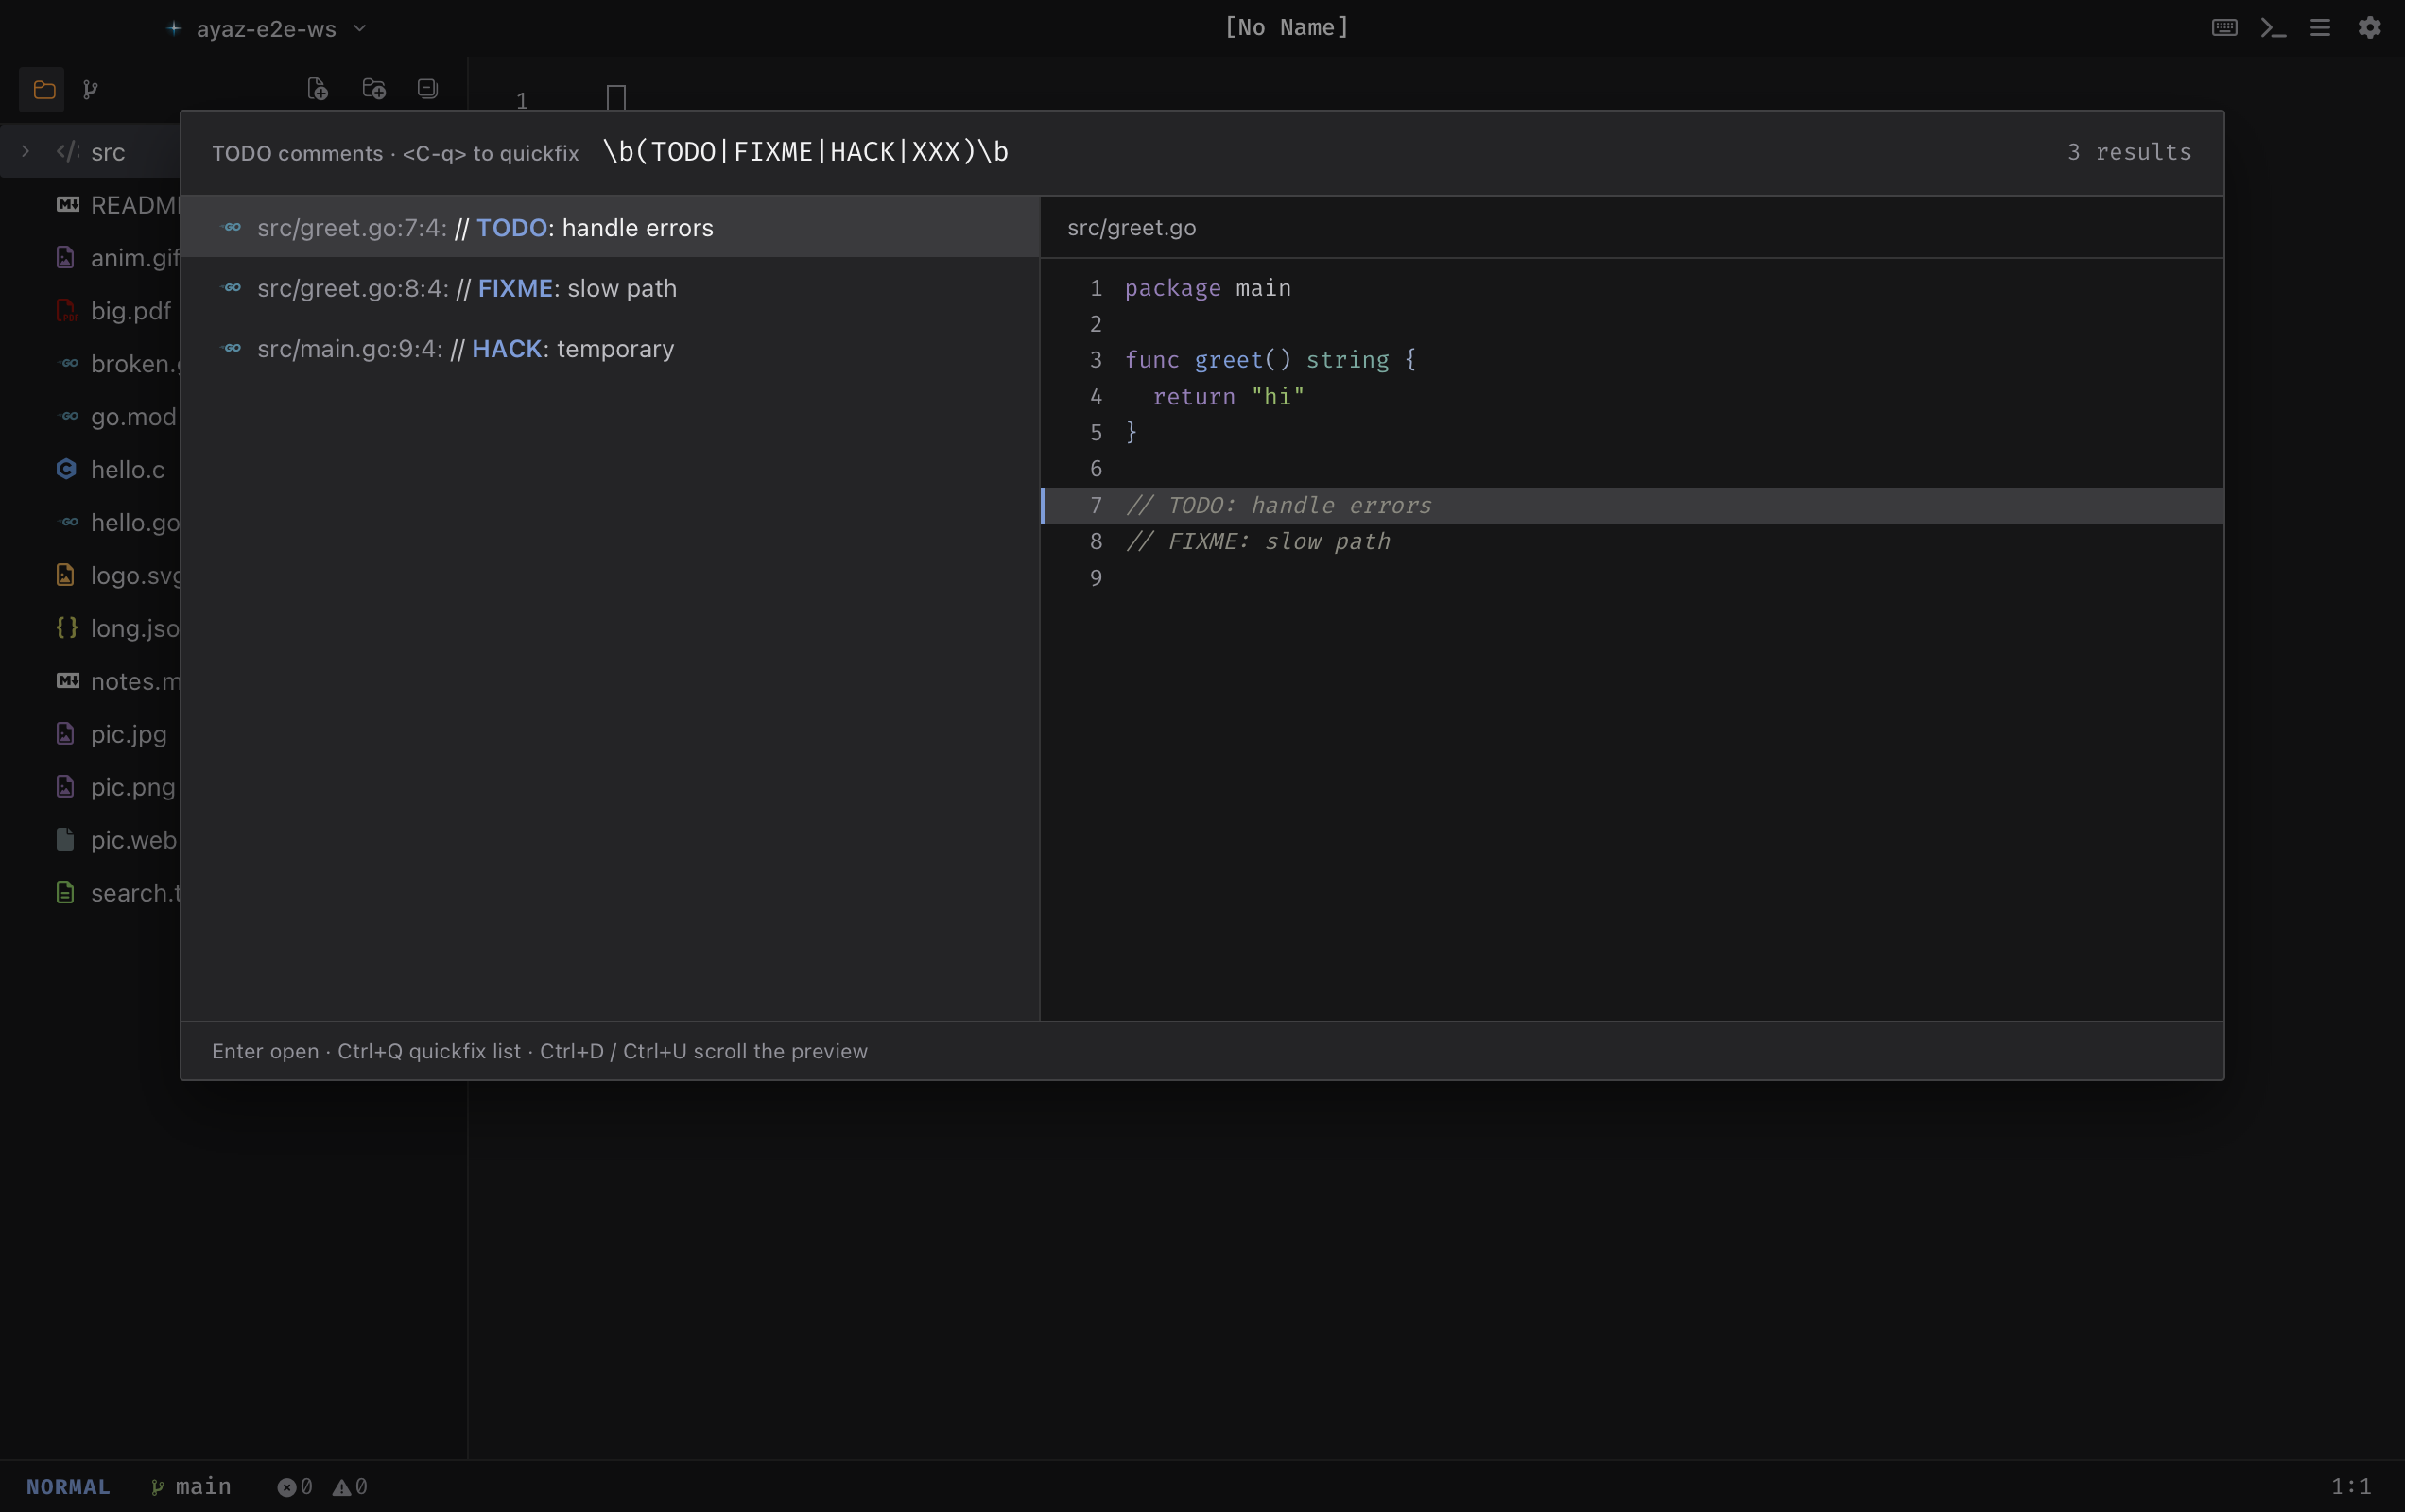 ayaz-e2e-ws
[No Name]
1
src
TODO comments · <C-q> to quickfix \b(TODO|FIXME|HACK|XXX)\b
3 results
READM
anim.gif
big.pdf
broken.g
go.mod
hello.c
hello.go
logo.svg
long.jso
notes.m
pic.jpg
pic.png
pic.web
search.t
src/greet.go:7:4: // TODO: handle errors
src/greet.go:8:4: // FIXME: slow path
src/main.go:9:4: // HACK: temporary
src/greet.go
1 package main
2
3 func greet() string {
4 return "hi"
5 }
6
7 // TODO: handle errors
8 // FIXME: slow path
9
Enter open · Ctrl+Q quickfix list · Ctrl+D / Ctrl+U scroll the preview
NORMAL main 0 0
1:1